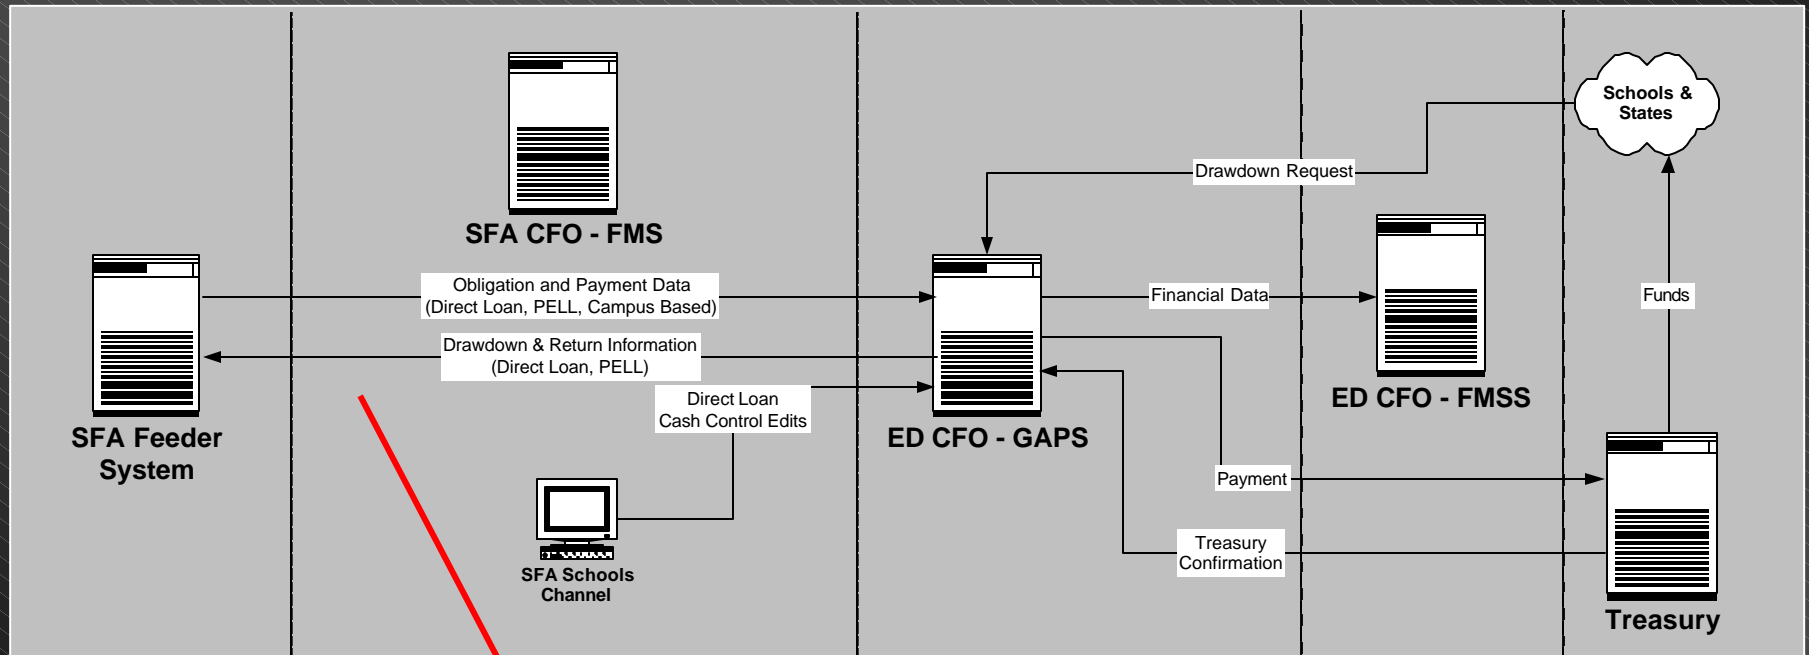 Schools &
States
Drawdown Request
SFA CFO - FMS
Obligation and Payment Data
(Direct Loan, PELL, Campus Based)
Financial Data
Funds
Drawdown & Return Information
(Direct Loan, PELL)
Direct Loan
Cash Control Edits
ED CFO - FMSS
SFA Feeder
System
ED CFO - GAPS
Payment
Treasury
Confirmation
SFA Schools
Channel
Treasury